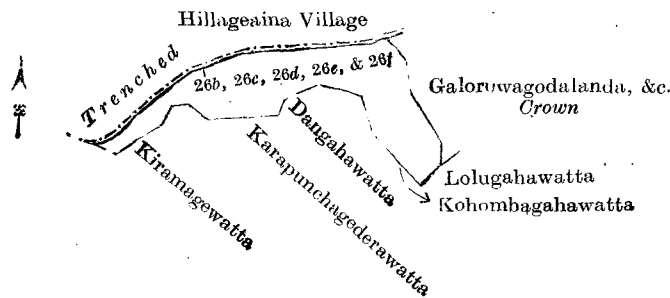 Hillageaina Village
Trenched
26b, 26c, 26d, 26e, & 26f
Galoruwagodalanda, &c.
Crown
Dangahawatta
Kiramagewatta
Karapunchagederawatta
Lolugahawatta
Kohombagahawatta